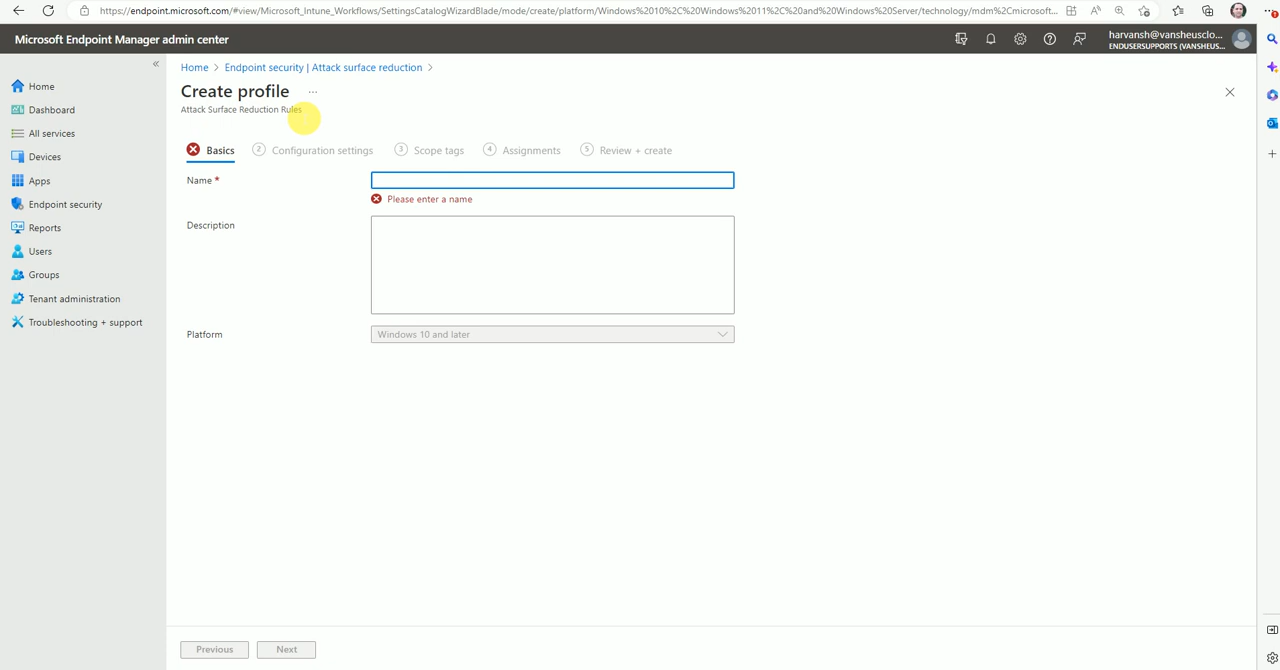 https://endpoint.microsoft.com/#view/Microsoft_Intune_Workflows/SettingsCatalogWizardBlade/mode/create/platform/Windows%2010%2C%20Windows%2011%2C%20and%20Windows%20Server/technology/mdm%2Cmicrosoft...
Microsoft Endpoint Manager admin center
harvansh@vansheusclo...
ENDUSERSUPPORTS (VANSHEUS...
Home > Endpoint security | Attack surface reduction >
Create profile ...
Attack Surface Reduction Rules
Home
Dashboard
All services
Devices
Apps
Endpoint security
Reports
Users
Groups
Tenant administration
Troubleshooting + support
Basics 2 Configuration settings 3 Scope tags 4 Assignments 5 Review + create
Name *
Please enter a name
Description
Platform Windows 10 and later
Previous Next